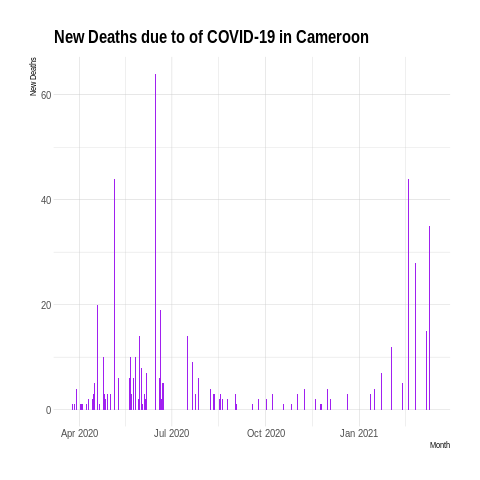 New Deaths due to of COVID-19 in Cameroon
New Deaths
60
40
20
0
Apr 2020 Jul 2020 Oct 2020 Jan 2021
Month